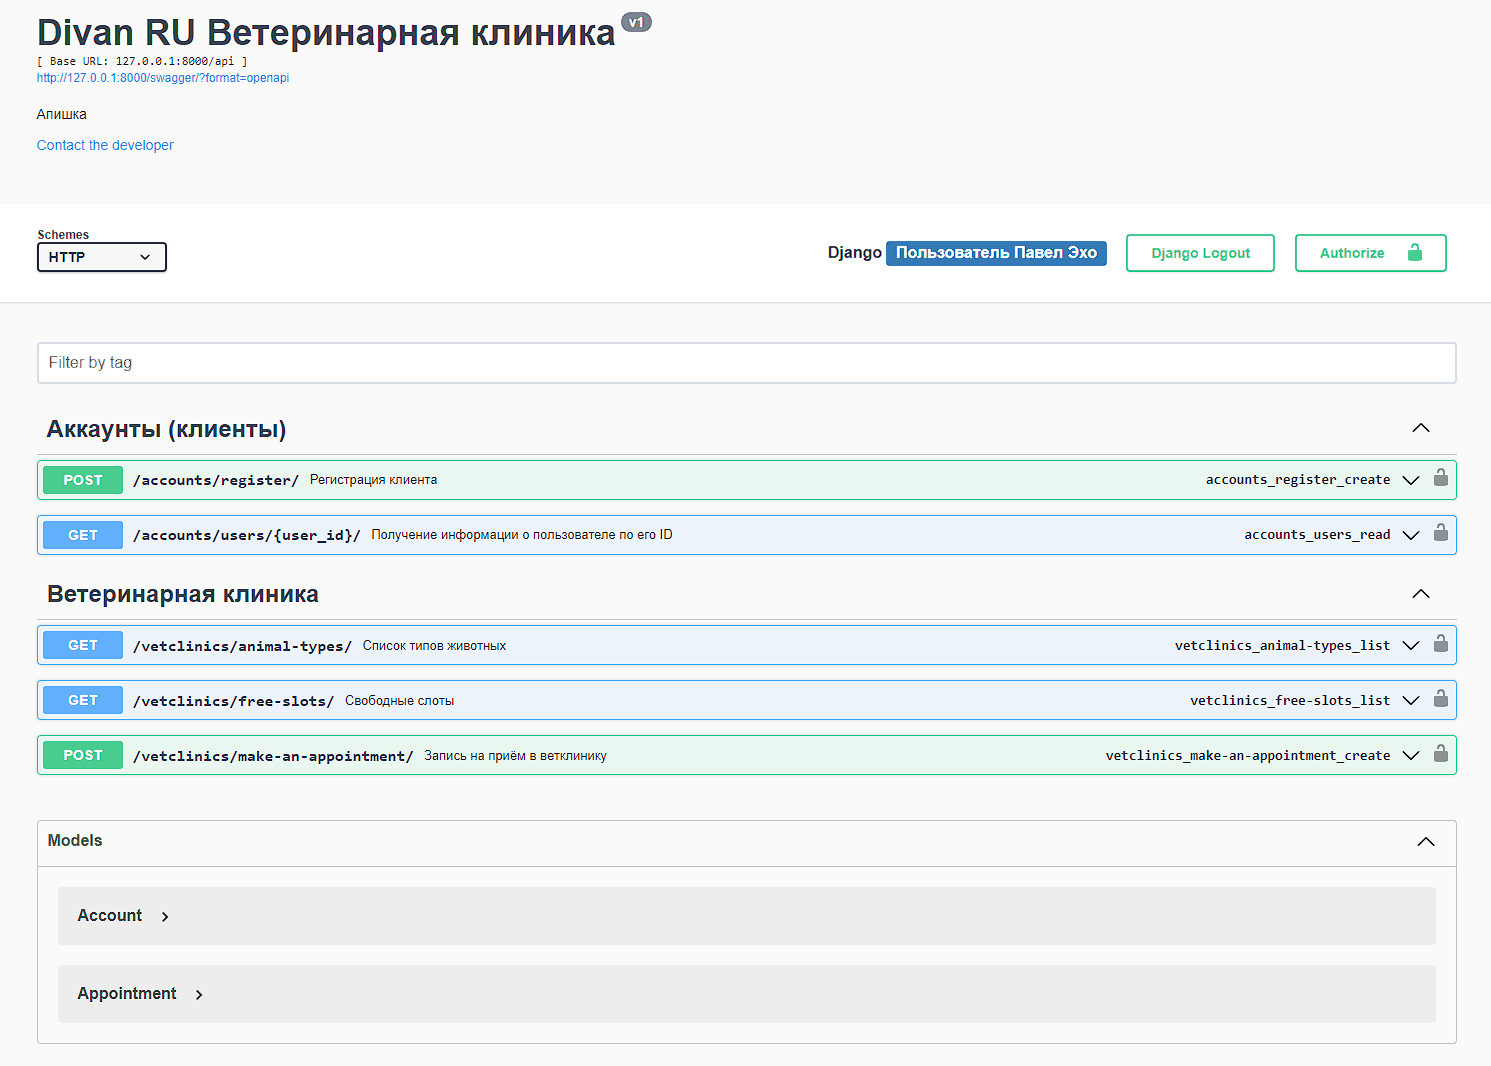 Divan RU Ветеринарная клиника v1
[ Base URL: 127.0.0.1:8000/api ]
http://127.0.0.1:8000/swagger/?format=openapi
Апишка
Contact the developer
Schemes
HTTP
Django Пользователь Павел Эхо
Django Logout
Authorize
Filter by tag
Аккаунты (клиенты)
POST /accounts/register/ Регистрация клиента accounts_register_create
GET /accounts/users/{user_id}/ Получение информации о пользователе по его ID accounts_users_read
Ветеринарная клиника
GET /vetclinics/animal-types/ Список типов животных vetclinics_animal-types_list
GET /vetclinics/free-slots/ Свободные слоты vetclinics_free-slots_list
POST /vetclinics/make-an-appointment/ Запись на приём в ветклинику vetclinics_make-an-appointment_create
Models
Account
Appointment